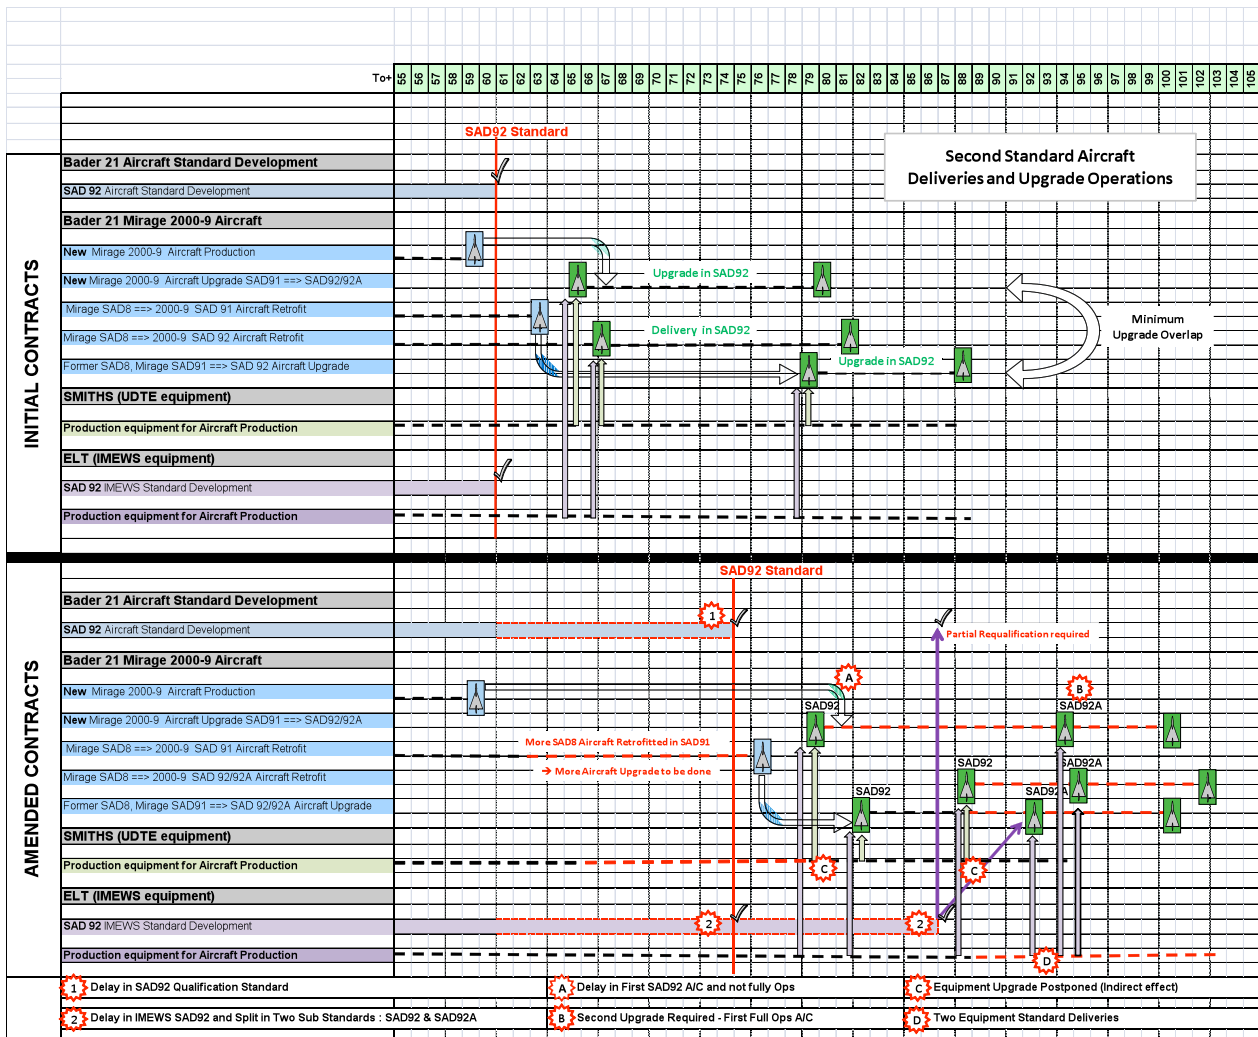 To+ 55 56 57 58 59 60 61 62 63 64 65 66 67 68 69 70 71 72 73 74 75 76 77 78 79 80 81 82 83 84 85 86 87 88 89 90 91 92 93 94 95 96 97 98 99 100 101 102 103 104 105
SAD92 Standard
Second Standard Aircraft
Deliveries and Upgrade Operations
INITIAL CONTRACTS
Bader 21 Aircraft Standard Development
SAD 92 Aircraft Standard Development
Bader 21 Mirage 2000-9 Aircraft
New Mirage 2000-9 Aircraft Production
New Mirage 2000-9 Aircraft Upgrade SAD91 ==> SAD92/92A
Upgrade in SAD92
Mirage SAD8 ==> 2000-9 SAD 91 Aircraft Retrofit
Minimum
Upgrade Overlap
Mirage SAD8 ==> 2000-9 SAD 92 Aircraft Retrofit
Delivery in SAD92
Former SAD8, Mirage SAD91 ==> SAD 92 Aircraft Upgrade
Upgrade in SAD92
SMITHS (UDTE equipment)
Production equipment for Aircraft Production
ELT (IMEWS equipment)
SAD 92 IMEWS Standard Development
Production equipment for Aircraft Production
SAD92 Standard
AMENDED CONTRACTS
Bader 21 Aircraft Standard Development
1
SAD 92 Aircraft Standard Development
Partial Requalification required
Bader 21 Mirage 2000-9 Aircraft
A
B
New Mirage 2000-9 Aircraft Production
SAD92
SAD92A
New Mirage 2000-9 Aircraft Upgrade SAD91 ==> SAD92/92A
More SAD8 Aircraft Retrofitted in SAD91
Mirage SAD8 ==> 2000-9 SAD 91 Aircraft Retrofit
SAD92
SAD92A
→ More Aircraft Upgrade to be done
Mirage SAD8 ==> 2000-9 SAD 92/92A Aircraft Retrofit
SAD92
SAD92A
Former SAD8, Mirage SAD91 ==> SAD 92/92A Aircraft Upgrade
SMITHS (UDTE equipment)
Production equipment for Aircraft Production
C
C
ELT (IMEWS equipment)
SAD 92 IMEWS Standard Development
2
2
Production equipment for Aircraft Production
D
1 Delay in SAD92 Qualification Standard
A Delay in First SAD92 A/C and not fully Ops
C Equipment Upgrade Postponed (Indirect effect)
2 Delay in IMEWS SAD92 and Split in Two Sub Standards : SAD92 & SAD92A
B Second Upgrade Required - First Full Ops A/C
D Two Equipment Standard Deliveries